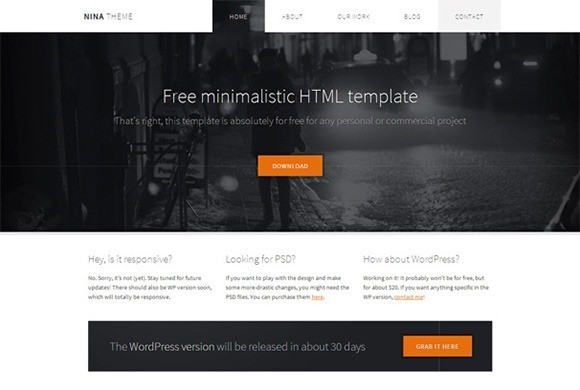 NINA THEME
HOME ABOUT OUR WORK BLOG CONTACT
Free minimalistic HTML template
That's right, this template is absolutely for free for any personal or commercial project
DOWNLOAD
Hey, is it responsive?
No. Sorry, it's not (yet). Stay tuned for future
updates! There should also be WP version soon,
which will totally be responsive.
Looking for PSD?
If you want to play with the design and make
some more-drastic changes, you might need the
PSD files. You can purchase them here.
How about WordPress?
Working on it! It probably won't be for free, but
for about $20. If you want anything specific in the
WP version, contact me!
The WordPress version will be released in about 30 days
GRAB IT HERE